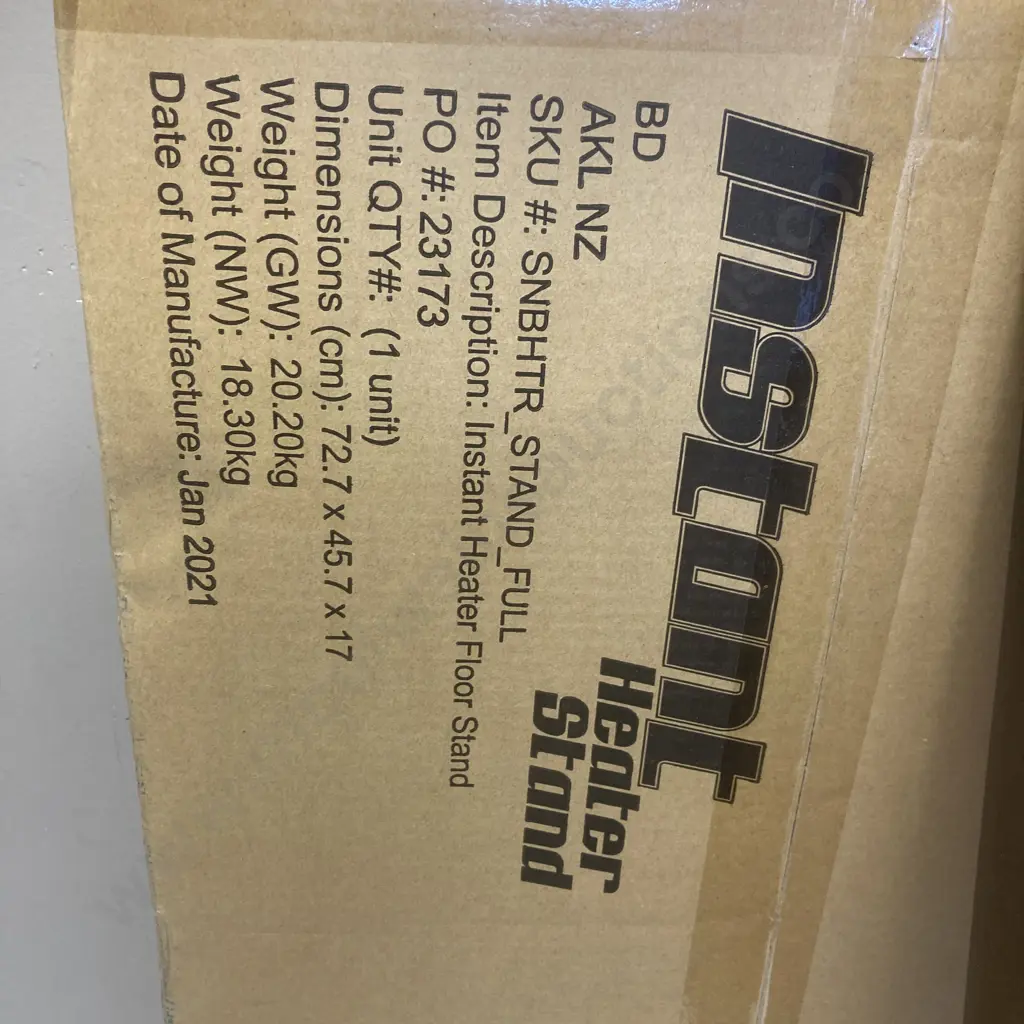 Instant
Heater
Stand
BD
AKL NZ
SKU #: SNBHTR_STAND_FULL
Item Description: Instant Heater Floor Stand
PO #: 23173
Unit QTY#: (1 unit)
Dimensions (cm): 72.7 x 45.7 x 17
Weight (GW): 20.20kg
Weight (NW): 18.30kg
Date of Manufacture: Jan 2021